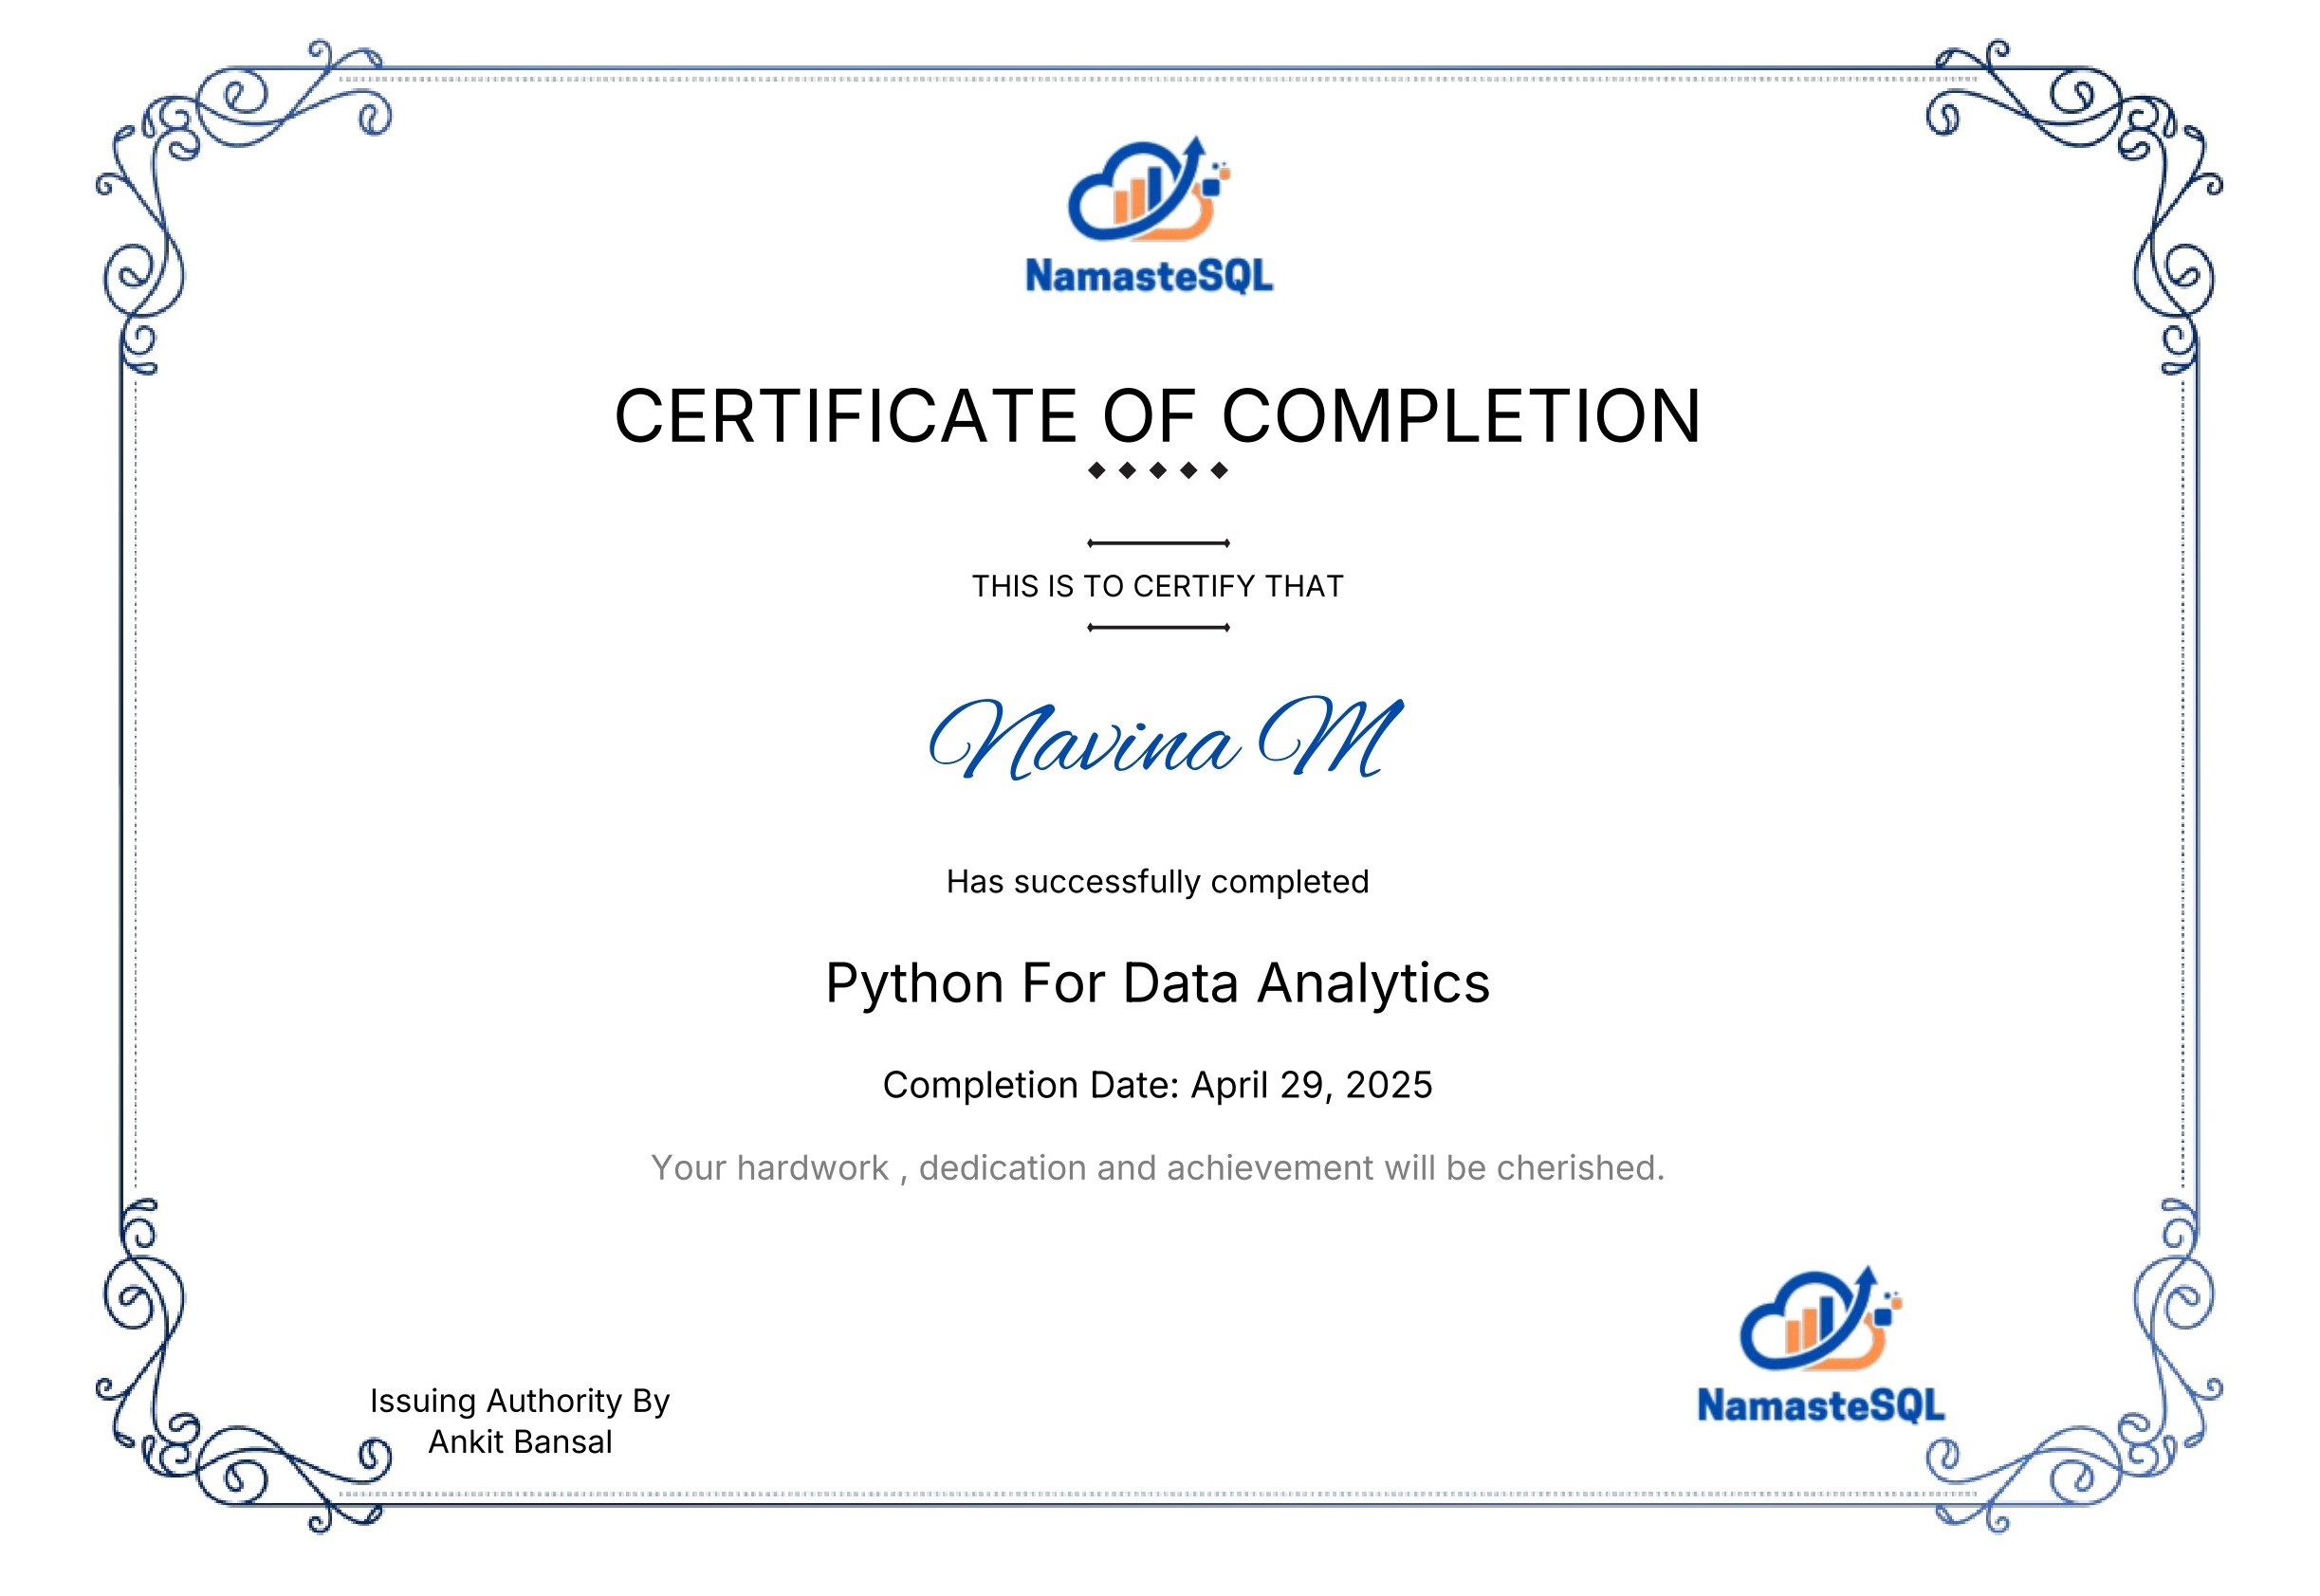 NamasteSQL
CERTIFICATE OF COMPLETION
THIS IS TO CERTIFY THAT
Navina M
Has successfully completed
Python For Data Analytics
Completion Date: April 29, 2025
Your hardwork , dedication and achievement will be cherished.
Issuing Authority By
Ankit Bansal
NamasteSQL